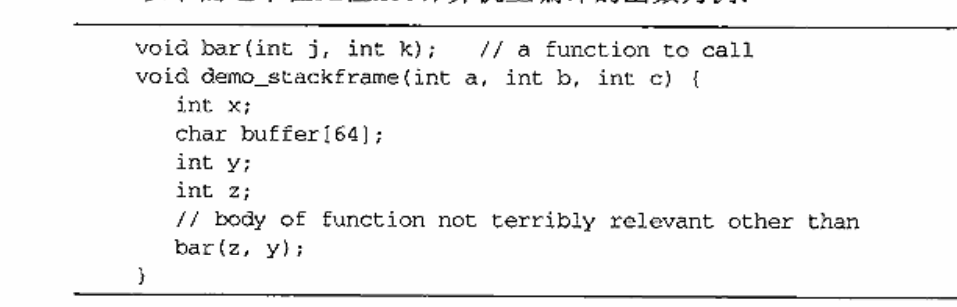 void bar(int j, int k);   // a function to call
void demo_stackframe(int a, int b, int c) {
   int x;
   char buffer[64];
   int y;
   int z;
   // body of function not terribly relevant other than
   bar(z, y);
}